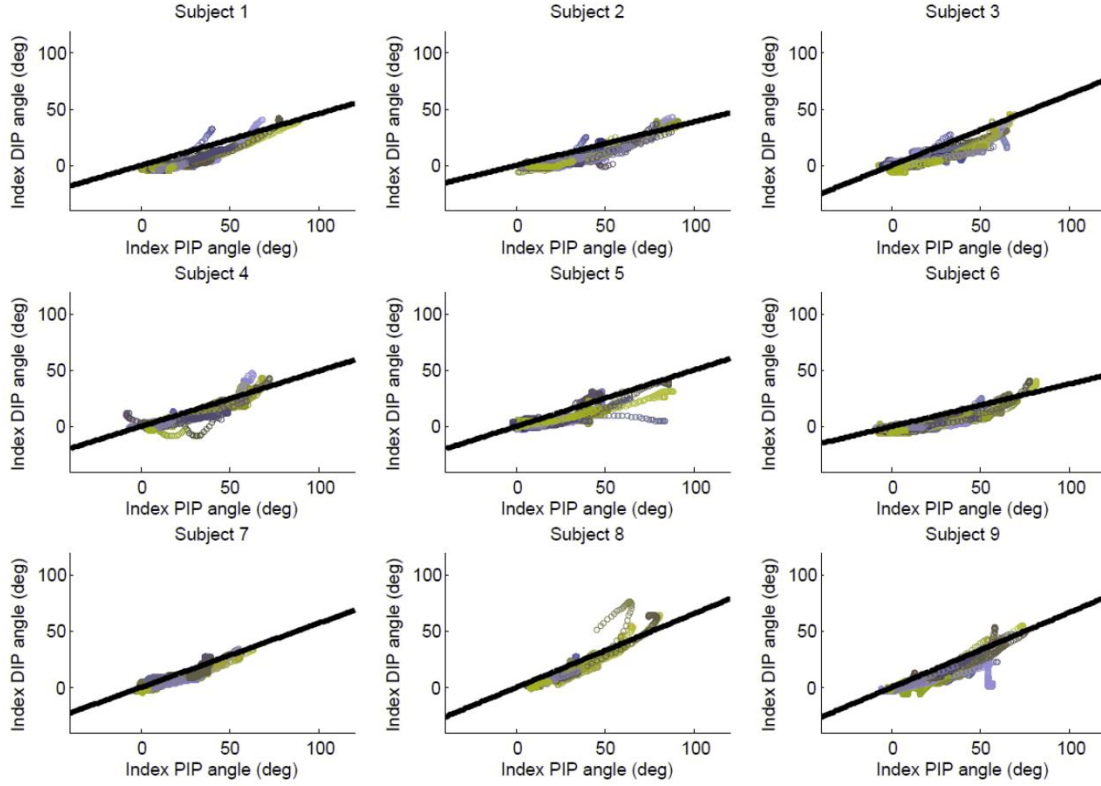 Subject 1 Subject 2 Subject 3
Index DIP angle (deg) Index DIP angle (deg) Index DIP angle (deg)
100 100 100
50 50 50
0 0 0
0 50 100 0 50 100 0 50 100
Index PIP angle (deg) Index PIP angle (deg) Index PIP angle (deg)
Subject 4 Subject 5 Subject 6
Index DIP angle (deg) Index DIP angle (deg) Index DIP angle (deg)
100 100 100
50 50 50
0 0 0
0 50 100 0 50 100 0 50 100
Index PIP angle (deg) Index PIP angle (deg) Index PIP angle (deg)
Subject 7 Subject 8 Subject 9
Index DIP angle (deg) Index DIP angle (deg) Index DIP angle (deg)
100 100 100
50 50 50
0 0 0
0 50 100 0 50 100 0 50 100
Index PIP angle (deg) Index PIP angle (deg) Index PIP angle (deg)